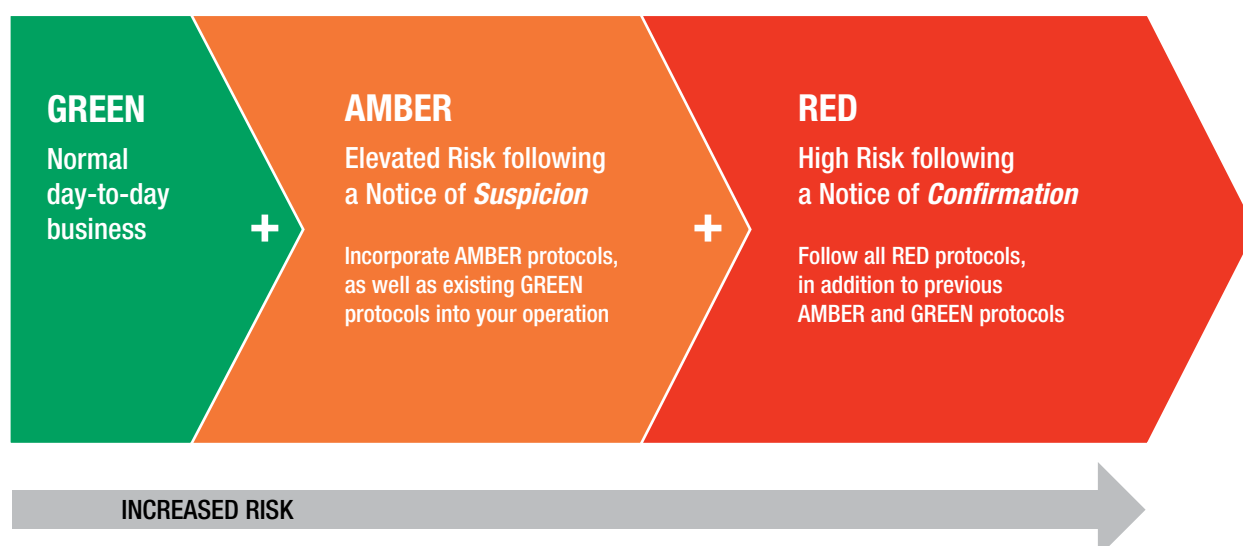 GREEN
Normal
day-to-day
business
+
AMBER
Elevated Risk following
a Notice of Suspicion
Incorporate AMBER protocols,
as well as existing GREEN
protocols into your operation
+
RED
High Risk following
a Notice of Confirmation
Follow all RED protocols,
in addition to previous
AMBER and GREEN protocols
INCREASED RISK